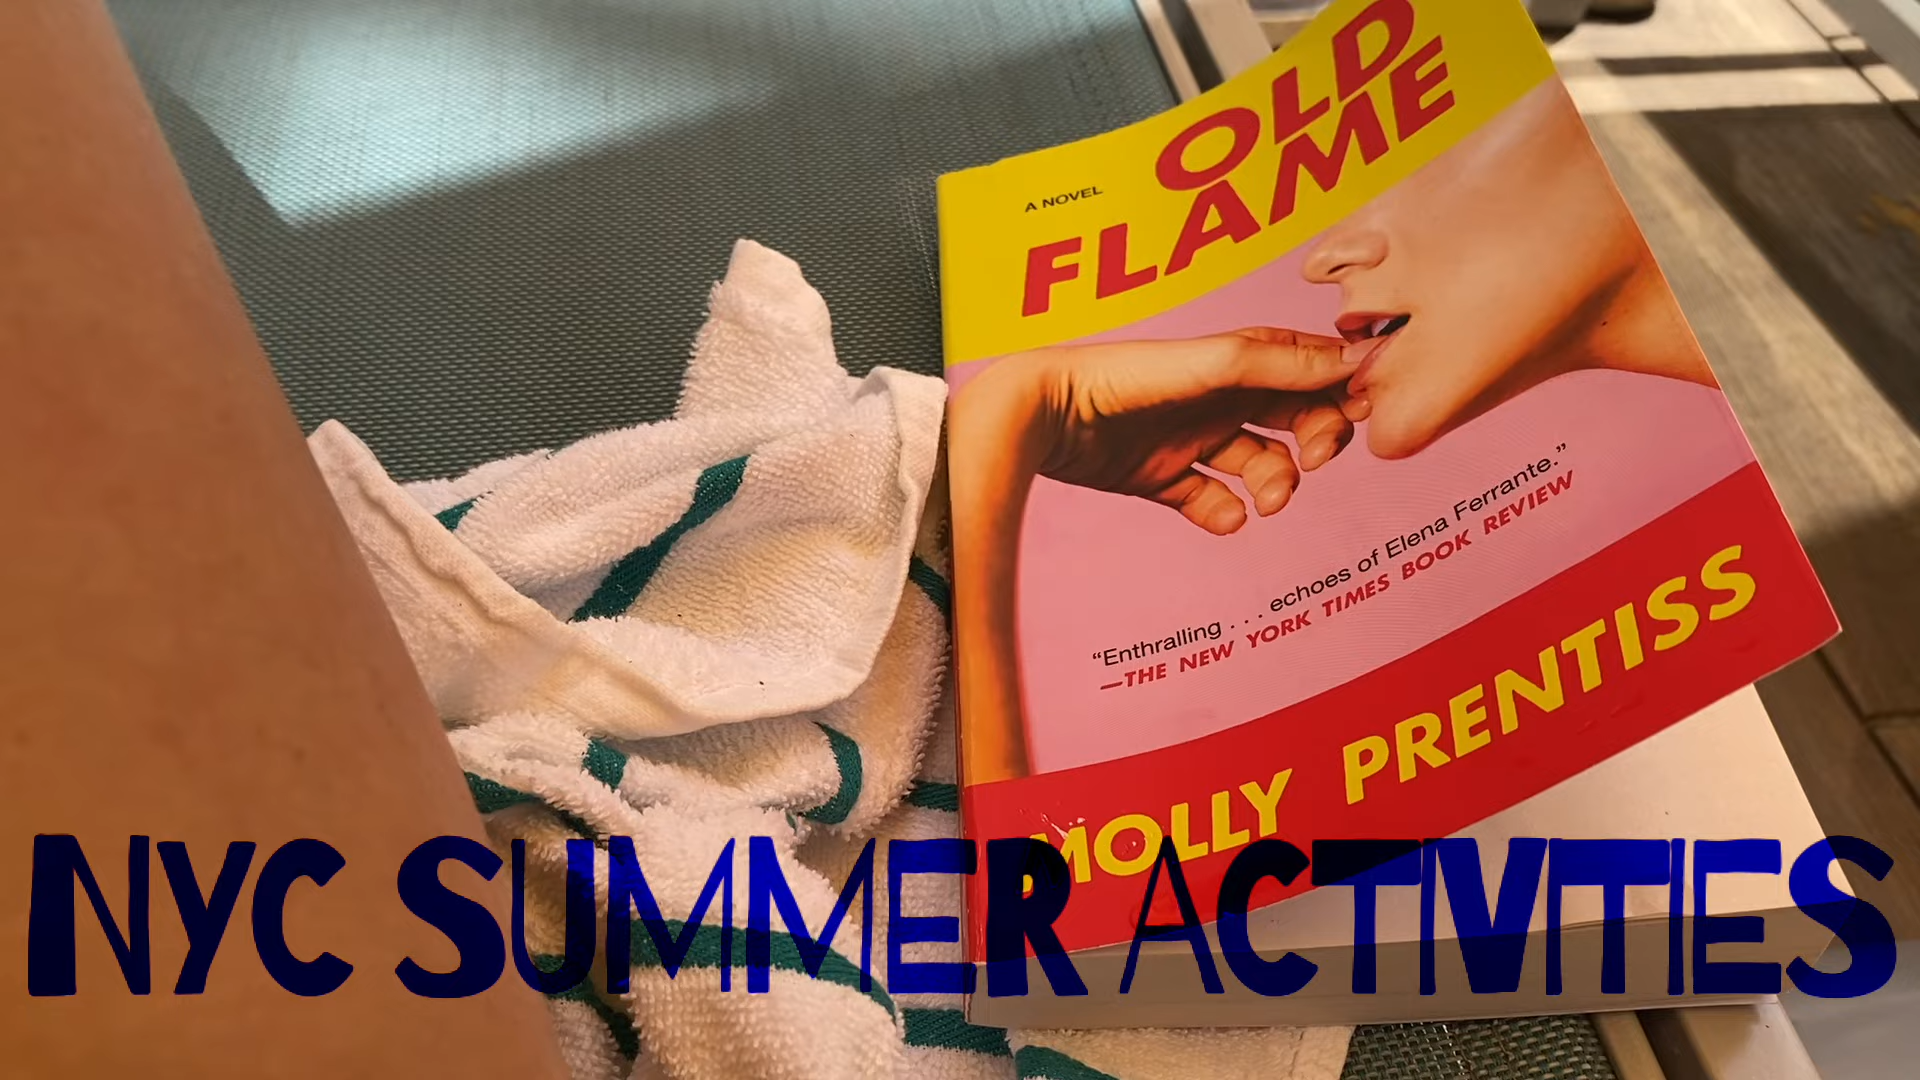 OLD
FLAME
A NOVEL
“Enthralling . . . echoes of Elena Ferrante.”
—THE NEW YORK TIMES BOOK REVIEW
MOLLY PRENTISS
NYC SUMMER ACTIVITIES